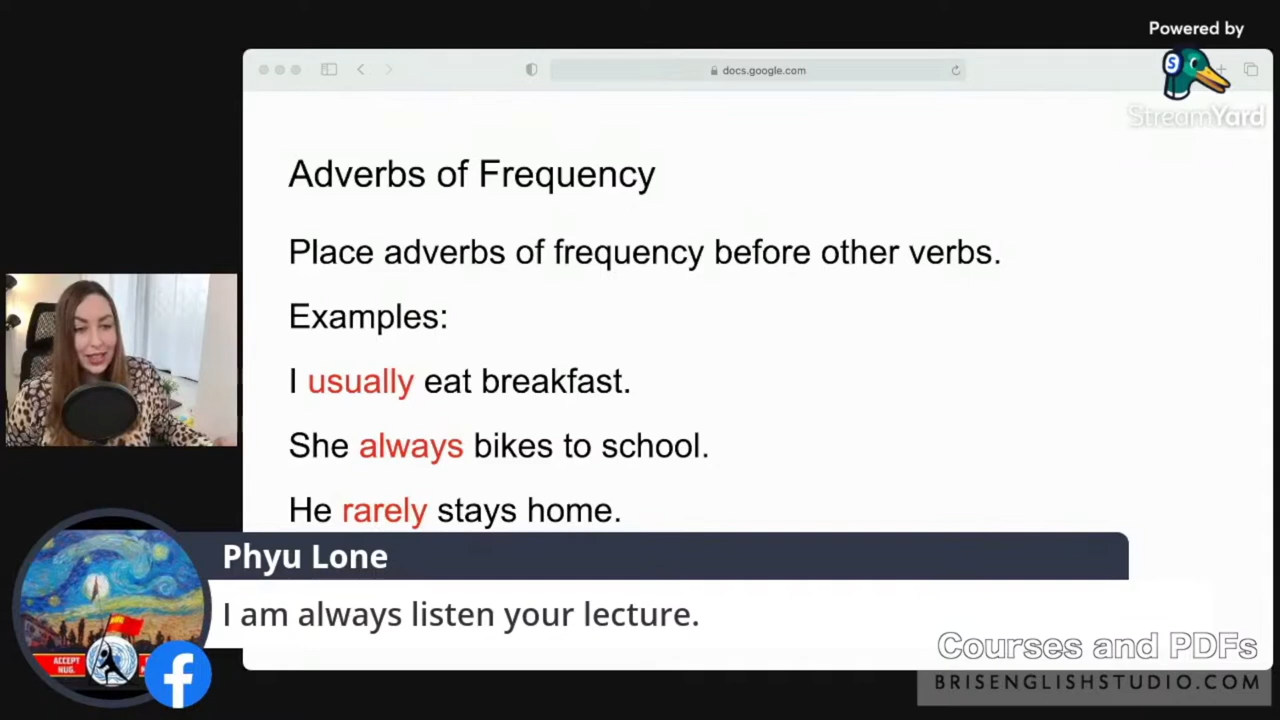 Powered by
StreamYard
docs.google.com
Adverbs of Frequency
Place adverbs of frequency before other verbs.
Examples:
I usually eat breakfast.
She always bikes to school.
He rarely stays home.
Phyu Lone
I am always listen your lecture.
ACCEPT
NUG.
Courses and PDFs
BRISENGLISHSTUDIO.COM